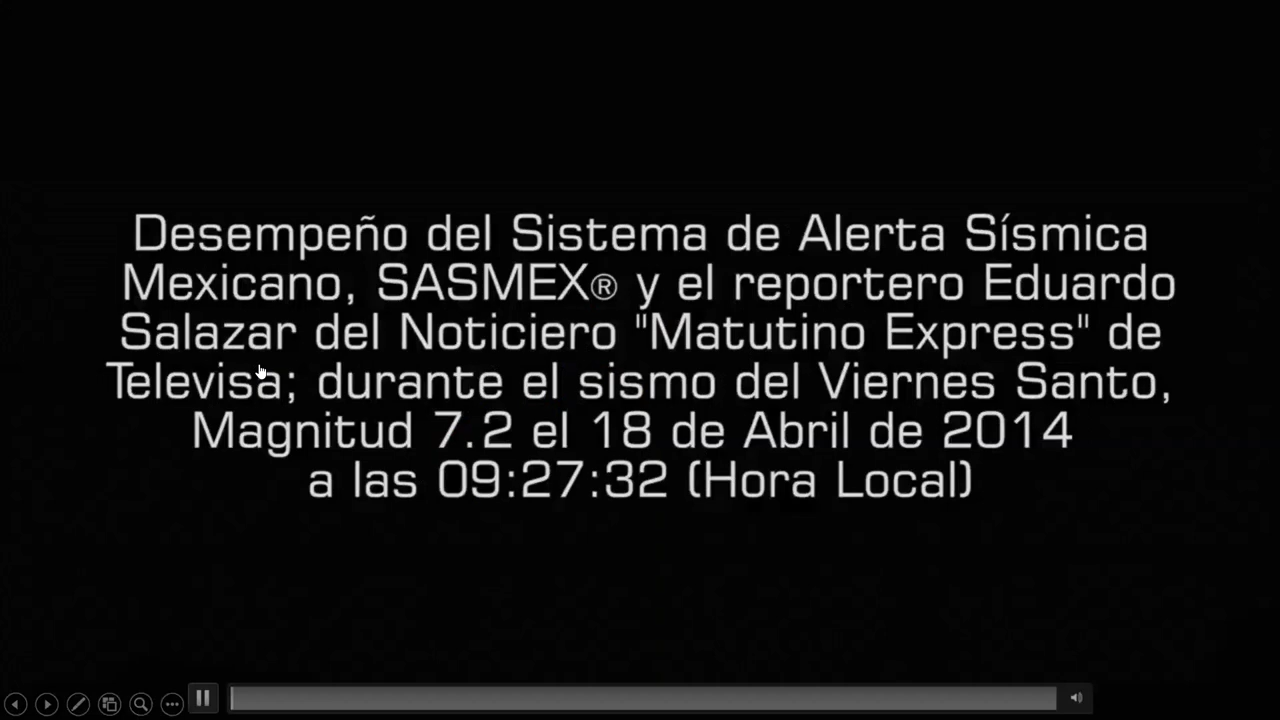 Desempeño del Sistema de Alerta Sísmica
Mexicano, SASMEX® y el reportero Eduardo
Salazar del Noticiero "Matutino Express" de
Televisa; durante el sismo del Viernes Santo,
Magnitud 7.2 el 18 de Abril de 2014
a las 09:27:32 (Hora Local)